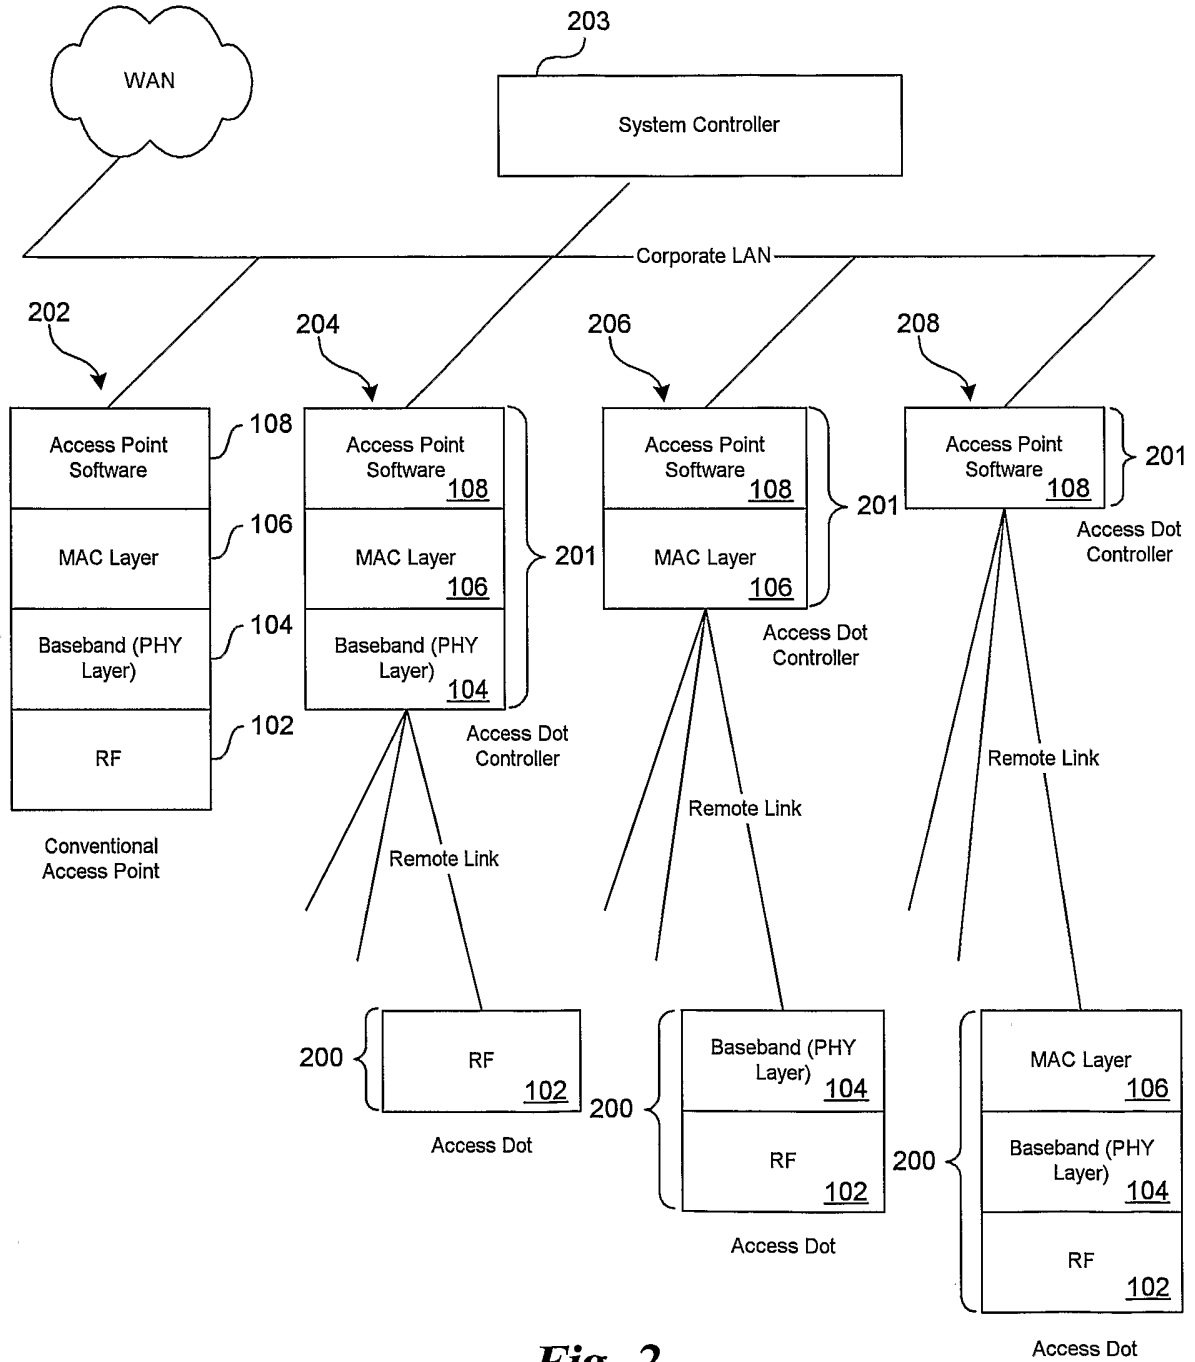 203
WAN
System Controller
Corporate LAN
202
204
206
208
Access Point
Software
108
MAC Layer
106
Baseband (PHY
Layer)
104
RF
102
Conventional
Access Point
Access Point
Software
108
MAC Layer
106
Baseband (PHY
Layer)
104
201
Access Dot
Controller
Remote Link
200
RF
102
Access Dot
Access Point
Software
108
MAC Layer
106
201
Access Dot
Controller
Remote Link
200
Baseband (PHY
Layer)
104
RF
102
Access Dot
Access Point
Software
108
201
Access Dot
Controller
Remote Link
200
MAC Layer
106
Baseband (PHY
Layer)
104
RF
102
Access Dot
Fig. 2